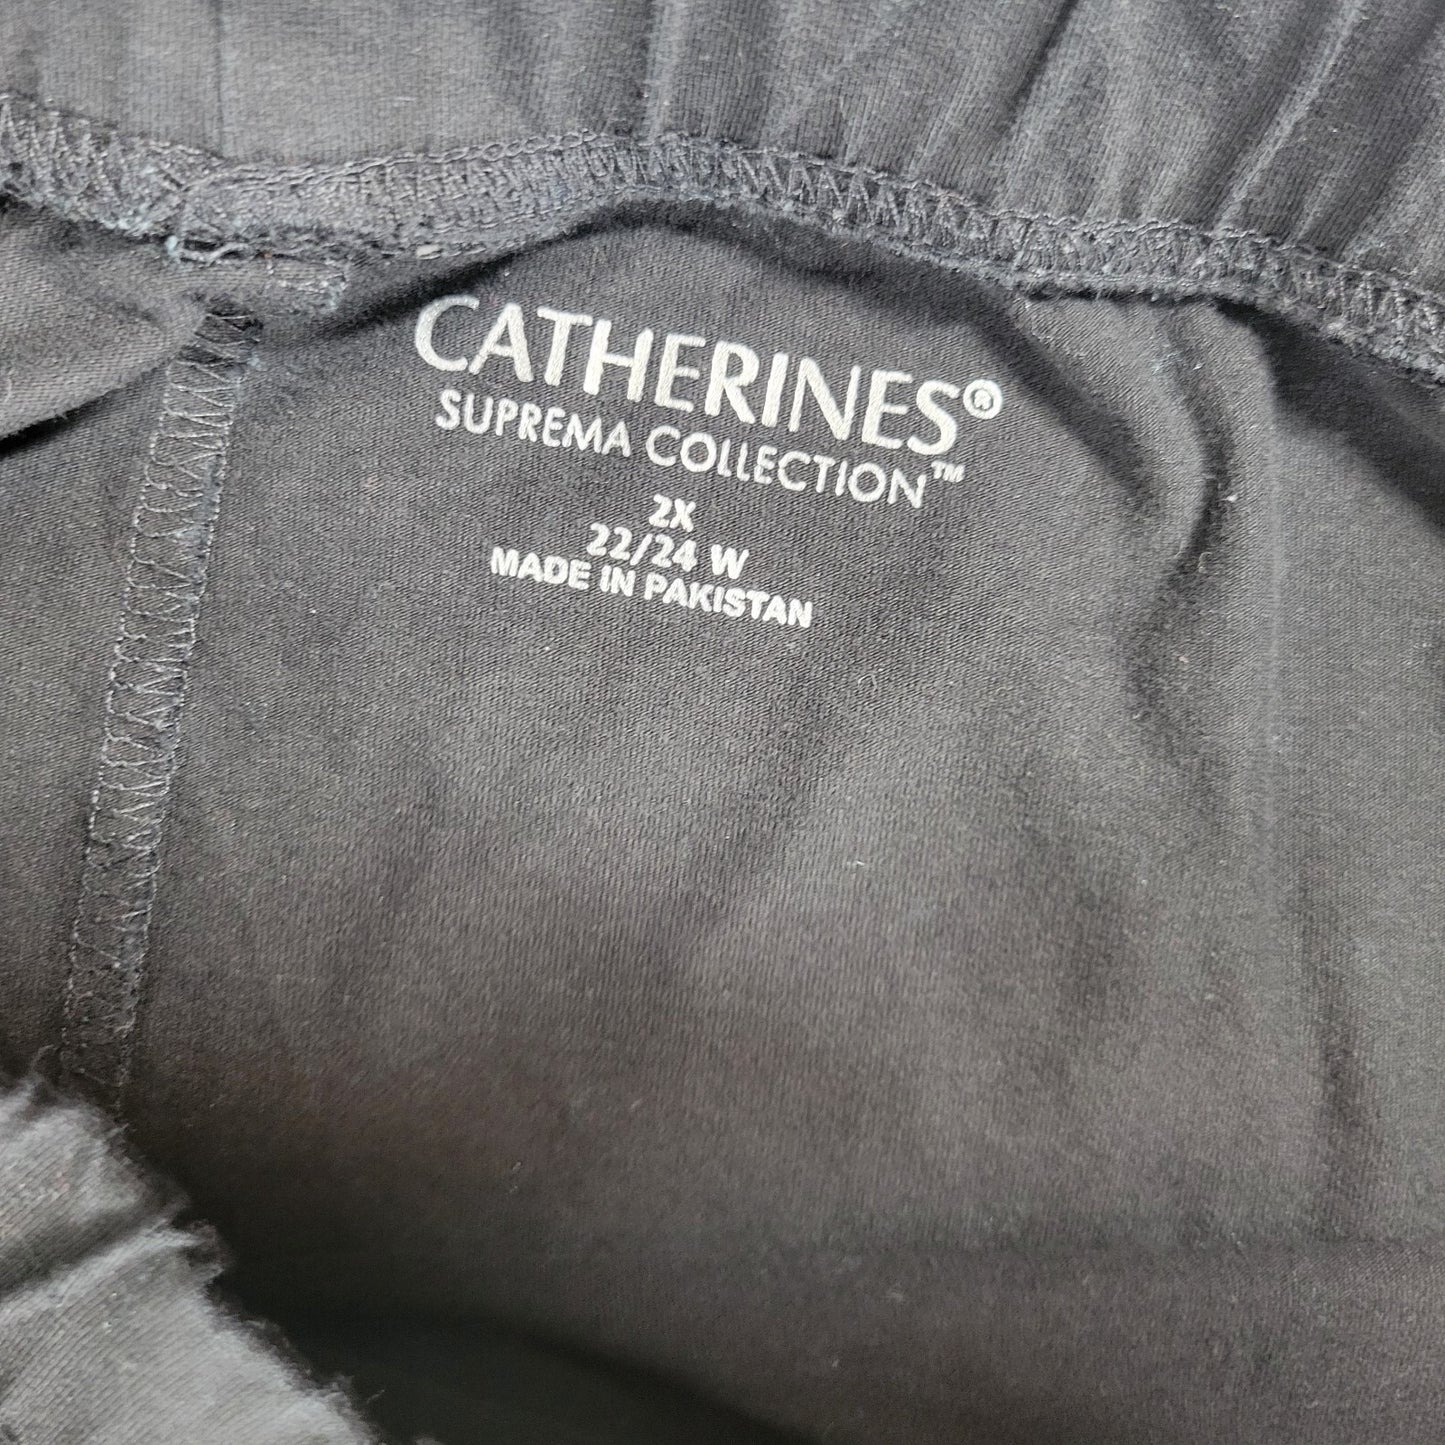 CATHERINES®
SUPREMA COLLECTION™
2X
22/24 W
MADE IN PAKISTAN